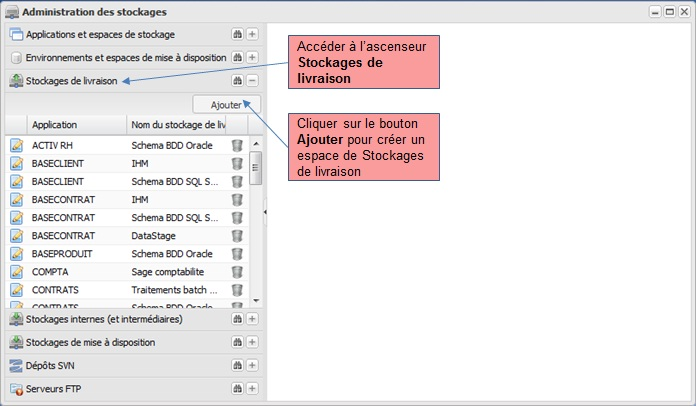 Administration des stockages
Applications et espaces de stockage
Environnements et espaces de mise à disposition
Stockages de livraison
Ajouter
Application Nom du stockage de liv
ACTIV RH Schema BDD Oracle
BASECLIENT IHM
BASECLIENT Schema BDD SQL S...
BASECONTRAT IHM
BASECONTRAT Schema BDD SQL S...
BASECONTRAT DataStage
BASEPRODUIT Schema BDD Oracle
COMPTA Sage comptabilite
CONTRATS Traitements batch ...
CONTRATS Schema BDD Oracle
Stockages internes (et intermédiaires)
Stockages de mise à disposition
Dépôts SVN
Serveurs FTP
Accéder à l'ascenseur
Stockages de
livraison
Cliquer sur le bouton
Ajouter pour créer un
espace de Stockages
de livraison